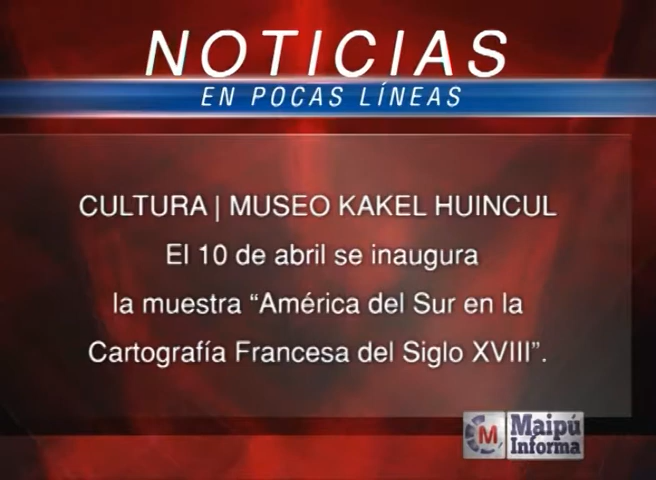 NOTICIAS
EN POCAS LÍNEAS
CULTURA | MUSEO KAKEL HUINCUL
El 10 de abril se inaugura
la muestra “América del Sur en la
Cartografía Francesa del Siglo XVIII”.
M Maipú
Informa